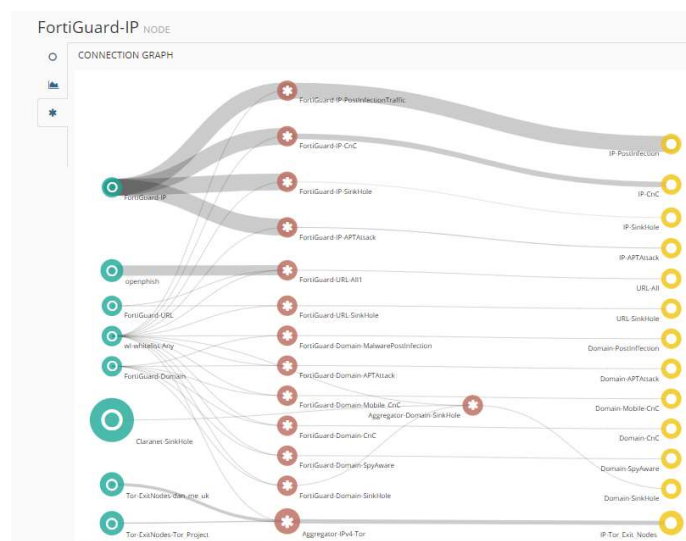 FortiGuard-IP NODE
CONNECTION GRAPH
FortiGuard-IP-PostInfectionTraffic
FortiGuard-IP-CnC
IP-PostInfection
FortiGuard-IP
FortiGuard-IP-SinkHole
IP-CnC
IP-SinkHole
FortiGuard-IP-APTAttack
IP-APTAttack
openphish
FortiGuard-URL-All1
URL-All
FortiGuard-URL
FortiGuard-URL-SinkHole
URL-SinkHole
wl-whitelist-Any
FortiGuard-Domain-MalwarePostInfection
Domain-PostInflection
FortiGuard-Domain
FortiGuard-Domain-APTAttack
Domain-APTAttack
FortiGuard-Domain-Mobile-CnC
Aggregator-Domain-SinkHole
Domain-Mobile-CnC
Claranet-SinkHole
FortiGuard-Domain-CnC
Domain-CnC
FortiGuard-Domain-SpyAware
Domain-SpyAware
Tor-ExitNodes-dan_me_uk
FortiGuard-Domain-SinkHole
Domain-SinkHole
Tor-ExitNodes-Tor_Project
Aggregator-IPv4-Tor
IP-Tor_Exit_Nodes